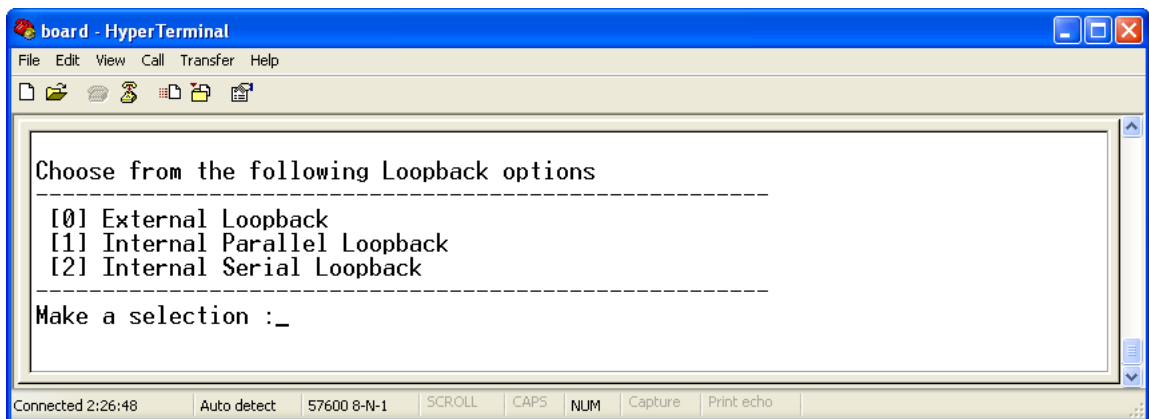 board - HyperTerminal
File Edit View Call Transfer Help
Choose from the following Loopback options
-------------------------------------------------------
[0] External Loopback
[1] Internal Parallel Loopback
[2] Internal Serial Loopback
-------------------------------------------------------
Make a selection :_
Connected 2:26:48 Auto detect 57600 8-N-1 SCROLL CAPS NUM Capture Print echo